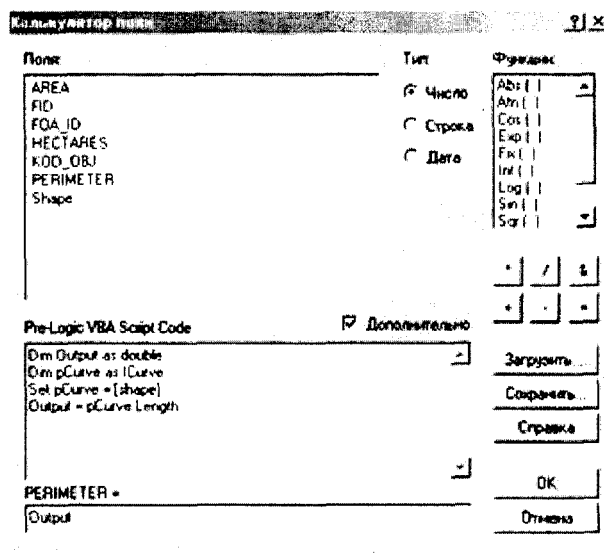 Калькулятор поля
Поля:
Тип:
Функции:
AREA
FID
FOA_ID
HECTARES
KOD_OBJ
PERIMETER
Shape
Число
Строка
Дата
Abs ( )
Atn ( )
Cos ( )
Exp ( )
Fix ( )
Int ( )
Log ( )
Sin ( )
Sqr ( )
* / &
+ - =
Pre-Logic VBA Script Code
Дополнительно
Dim Output as double
Dim pCurve as ICurve
Set pCurve = [shape]
Output = pCurve.Length
Загрузить...
Сохранить...
Справка
PERIMETER =
Output
OK
Отмена